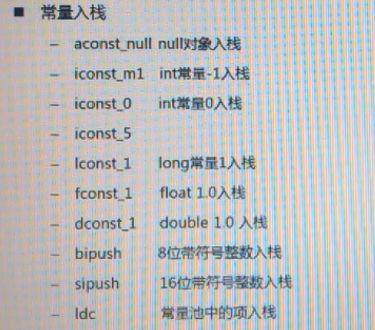 ■ 常量入栈
– aconst_null null对象入栈
– iconst_m1 int常量-1入栈
– iconst_0 int常量0入栈
– iconst_5
– lconst_1 long常量1入栈
– fconst_1 float 1.0入栈
– dconst_1 double 1.0 入栈
– bipush 8位带符号整数入栈
– sipush 16位带符号整数入栈
– ldc 常量池中的项入栈